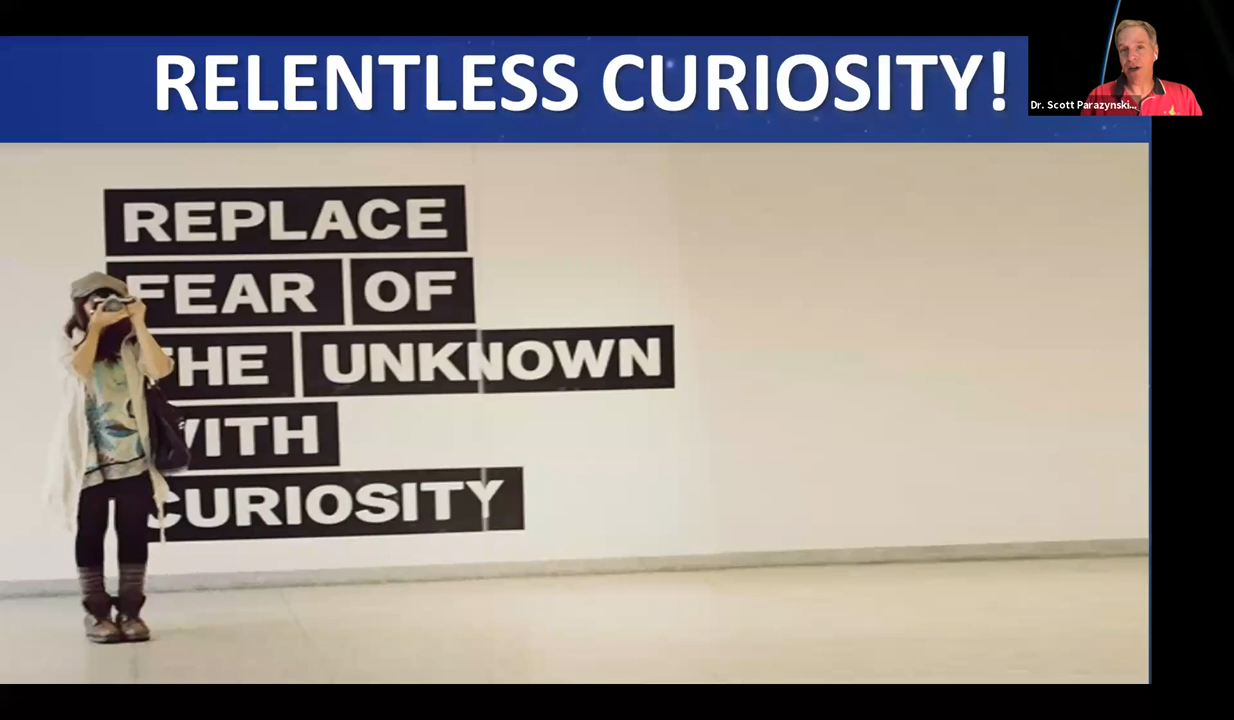 RELENTLESS CURIOSITY!
Dr. Scott Parazynski...
REPLACE
FEAR OF
THE UNKNOWN
WITH
CURIOSITY